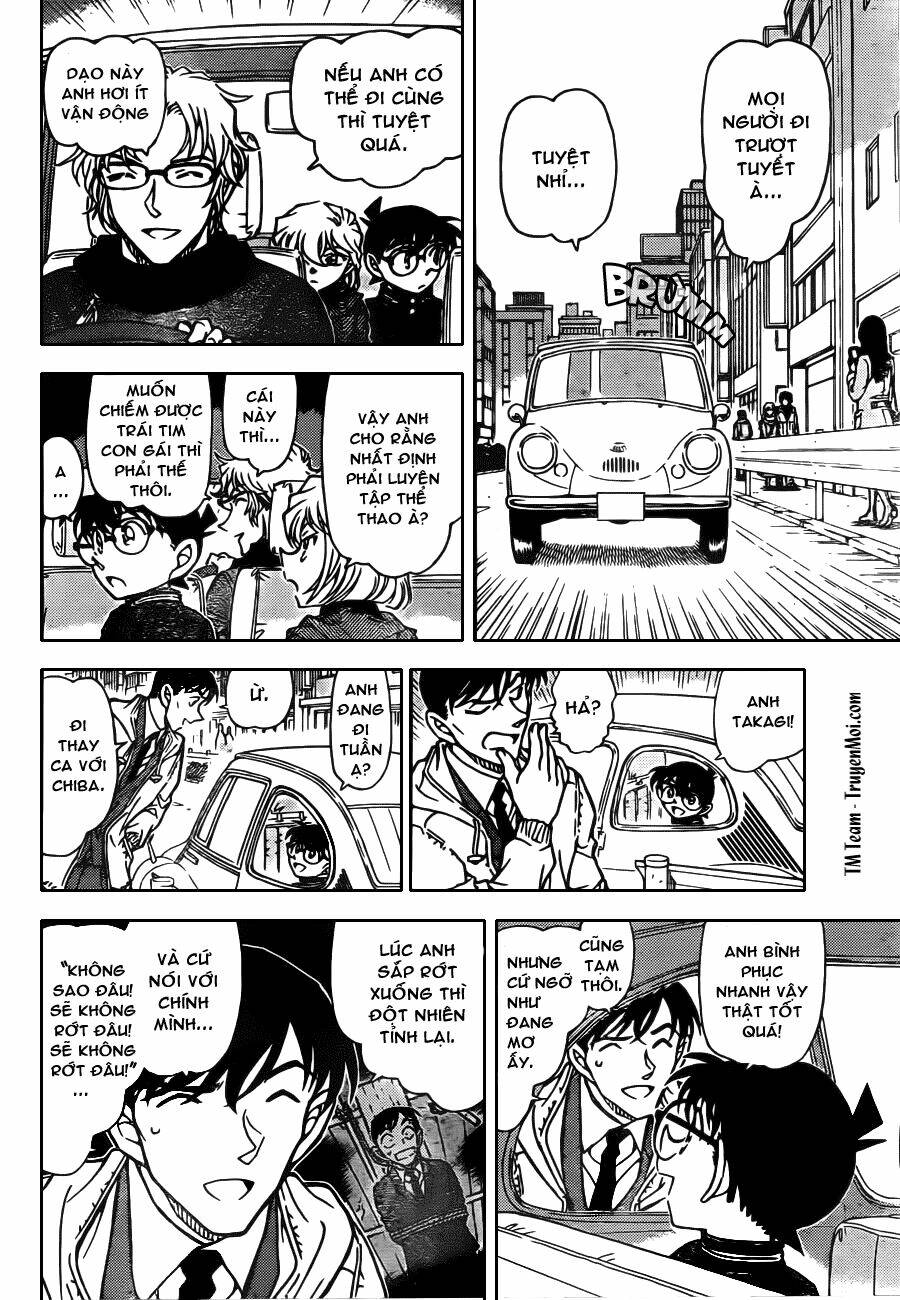 MỌI
NGƯỜI ĐI
TRƯỢT
TUYẾT
À...
TUYỆT
NHỈ...
BRUMM
NẾU ANH CÓ
THỂ ĐI CÙNG
THÌ TUYỆT
QUÁ.
DẠO NÀY
ANH HƠI ÍT
VẬN ĐỘNG
VẬY ANH
CHO RẰNG
NHẤT ĐỊNH
PHẢI LUYỆN
TẬP THỂ
THAO À?
CÁI
NÀY
THÌ...
MUỐN
CHIẾM ĐƯỢC
TRÁI TIM
CON GÁI THÌ
PHẢI THẾ
THÔI.
A
...
ANH
TAKAGI!
HẢ?
ANH
ĐANG
ĐI
TUẦN
Ạ?
Ừ.
ĐI
THAY
CA VỚI
CHIBA.
TM Team - TruyenMoi.com
ANH BÌNH
PHỤC
NHANH VẬY
THẬT TỐT
QUÁ!
CŨNG
TẠM
THÔI.
NHƯNG
CỨ NGỠ
NHƯ
ĐANG
MƠ
ẤY.
LÚC ANH
SẮP RỚT
XUỐNG THÌ
ĐỘT NHIÊN
TỈNH LẠI.
VÀ CỨ
NÓI VỚI
CHÍNH
MÌNH...
"KHÔNG
SAO ĐÂU!
SẼ KHÔNG
RỚT ĐÂU!
SẼ KHÔNG
RỚT ĐÂU!"
...